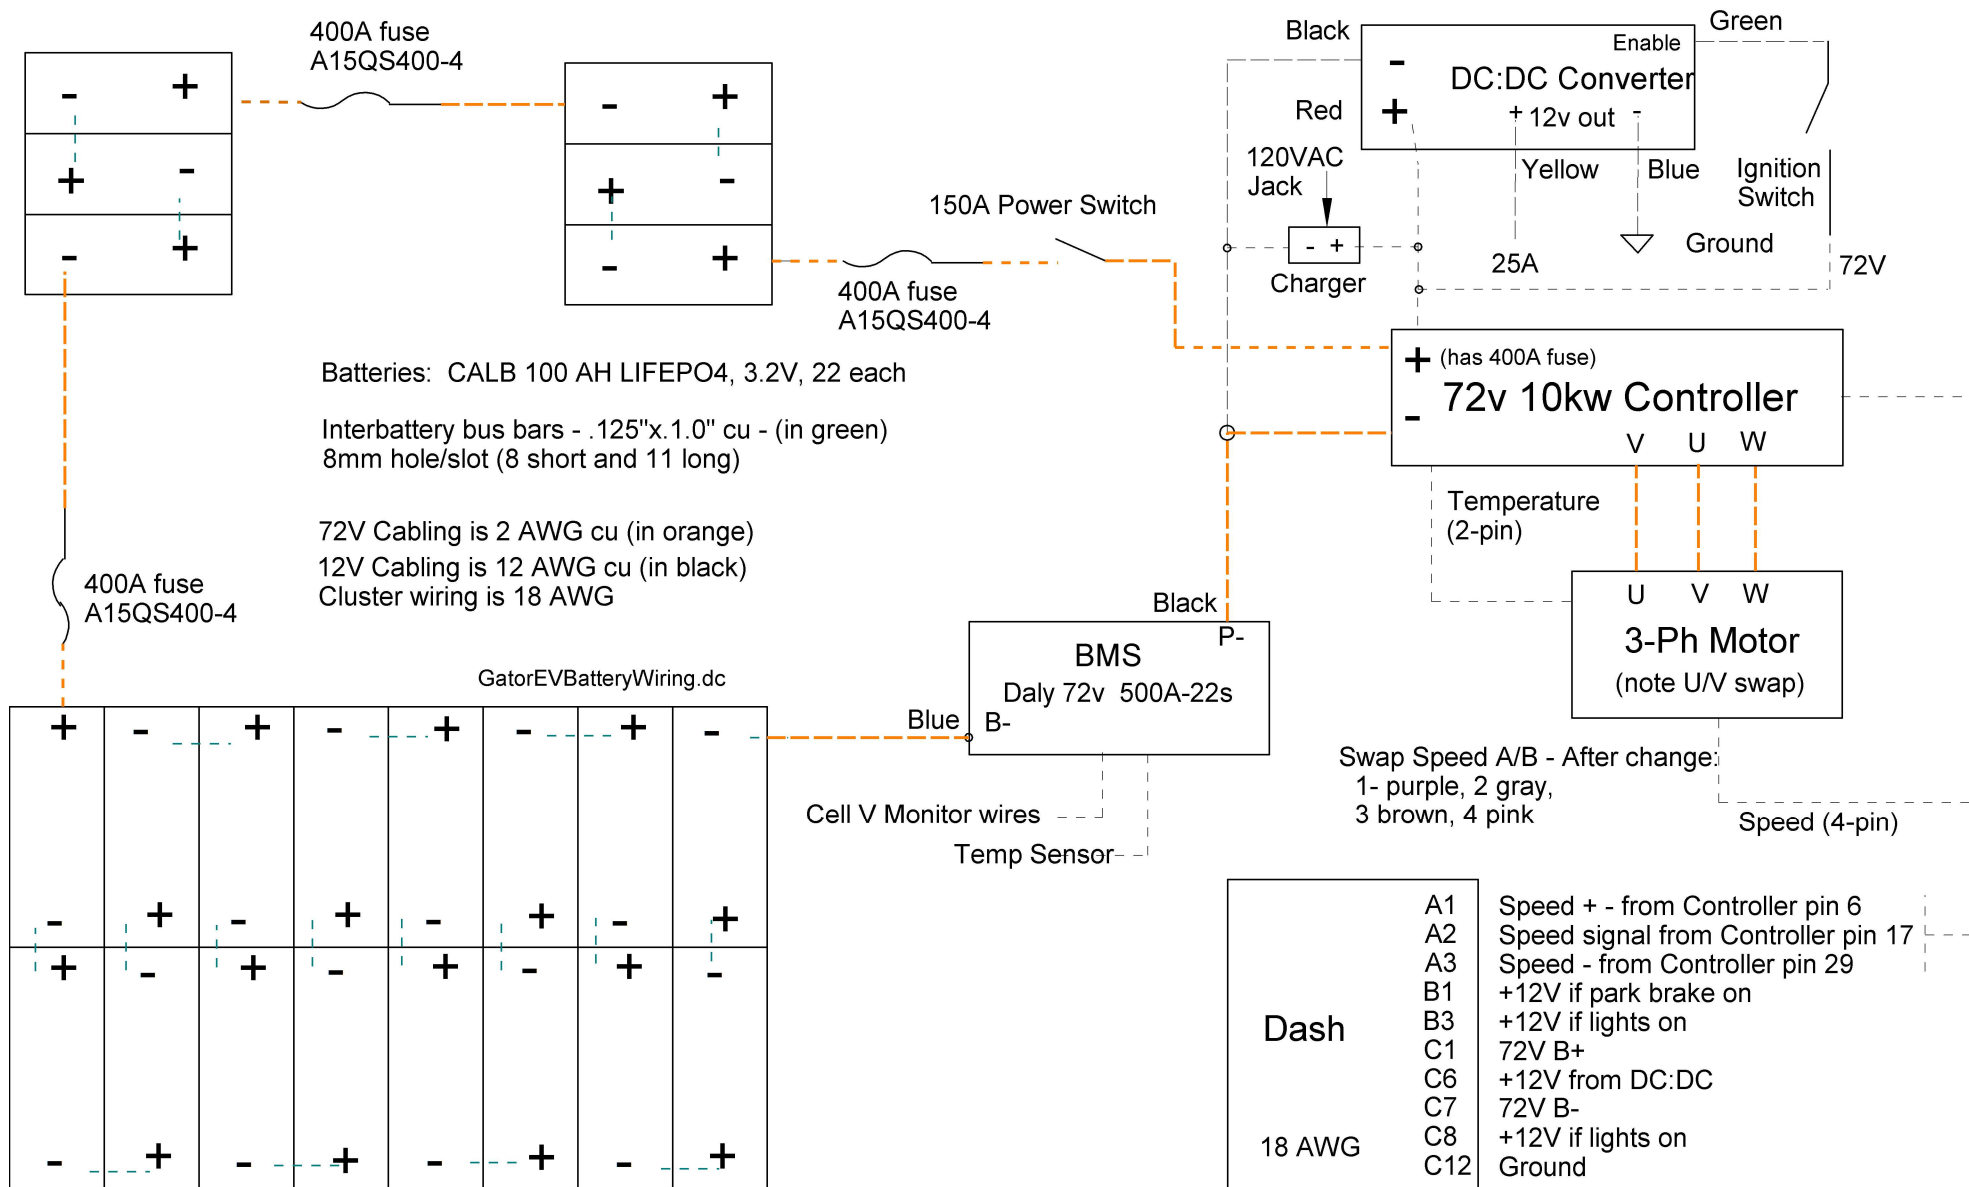 400A fuse
A15QS400-4
- +
+ -
- +
- +
+ -
- +
150A Power Switch
400A fuse
A15QS400-4
Black
Green
Enable
-
DC:DC Converter
Red
+
+ 12v out -
120VAC
Jack
Yellow
Blue
Ignition
Switch
- +
Charger
25A
Ground
72V
Batteries:  CALB 100 AH LIFEPO4, 3.2V, 22 each
Interbattery bus bars - .125"x.1.0" cu - (in green)
8mm hole/slot (8 short and 11 long)
72V Cabling is 2 AWG cu (in orange)
12V Cabling is 12 AWG cu (in black)
Cluster wiring is 18 AWG
400A fuse
A15QS400-4
+ (has 400A fuse)
- 72v 10kw Controller
V U W
Temperature
(2-pin)
U V W
3-Ph Motor
(note U/V swap)
Black
P-
BMS
Daly 72v  500A-22s
Blue
B-
GatorEVBatteryWiring.dc
+ - + - + - + -
- + - + - + - +
+ - + - + - + -
- + - + - + - +
Cell V Monitor wires
Temp Sensor
Swap Speed A/B - After change:
1- purple, 2 gray,
3 brown, 4 pink
Speed (4-pin)
Dash
18 AWG
A1 Speed + - from Controller pin 6
A2 Speed signal from Controller pin 17
A3 Speed - from Controller pin 29
B1 +12V if park brake on
B3 +12V if lights on
C1 72V B+
C6 +12V from DC:DC
C7 72V B-
C8 +12V if lights on
C12 Ground